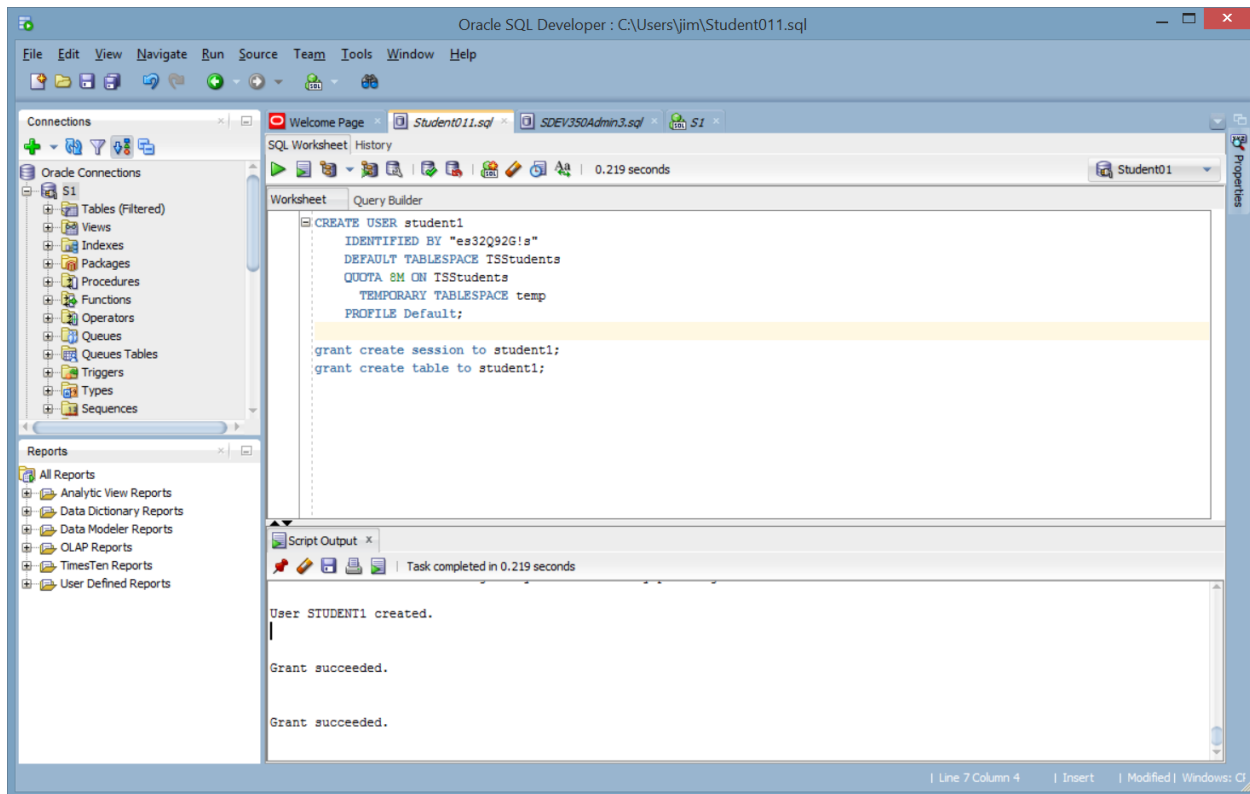 Oracle SQL Developer : C:\Users\jim\Student011.sql
File Edit View Navigate Run Source Team Tools Window Help
Connections
Oracle Connections
S1
Tables (Filtered)
Views
Indexes
Packages
Procedures
Functions
Operators
Queues
Queues Tables
Triggers
Types
Sequences
Reports
All Reports
Analytic View Reports
Data Dictionary Reports
Data Modeler Reports
OLAP Reports
TimesTen Reports
User Defined Reports
Welcome Page Student011.sql SDEV350Admin3.sql S1
SQL Worksheet History
0.219 seconds Student01
Worksheet Query Builder
CREATE USER student1
IDENTIFIED BY "es32Q92G!s"
DEFAULT TABLESPACE TSStudents
QUOTA 8M ON TSStudents
TEMPORARY TABLESPACE temp
PROFILE Default;
grant create session to student1;
grant create table to student1;
Script Output
Task completed in 0.219 seconds
User STUDENT1 created.
Grant succeeded.
Grant succeeded.
Properties
Line 7 Column 4 | Insert | Modified | Windows: